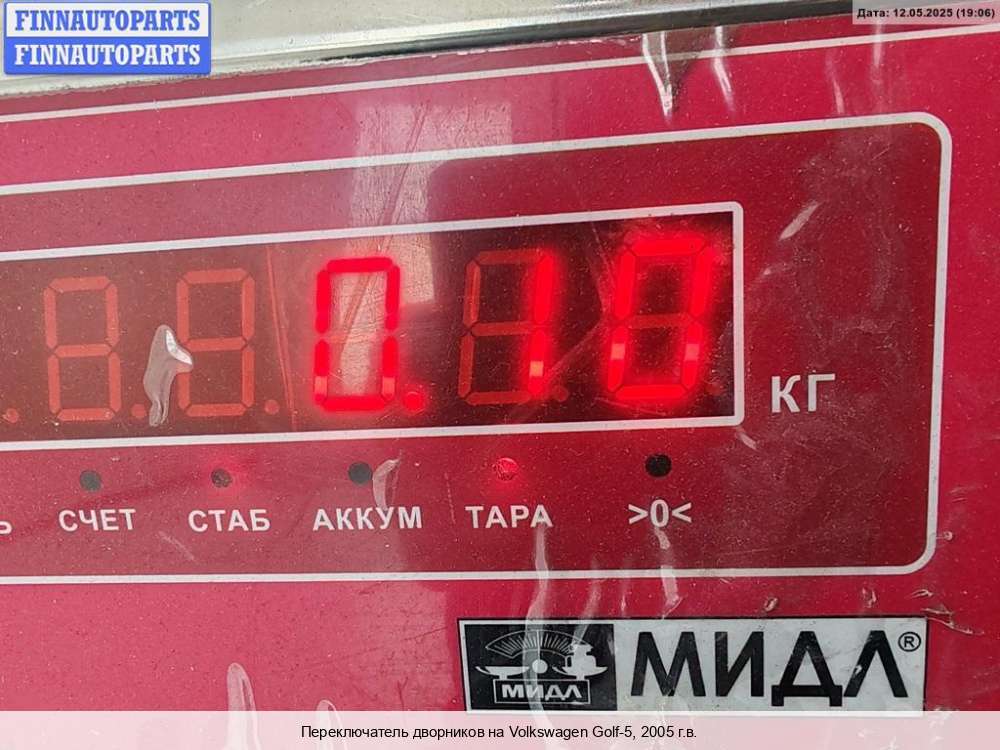 FINNAUTOPARTS
FINNAUTOPARTS
Дата: 12.05.2025 (19:06)
0.10
КГ
Ь СЧЕТ СТАБ АККУМ ТАРА >0<
МИДЛ МИДЛ®
Переключатель дворников на Volkswagen Golf-5, 2005 г.в.